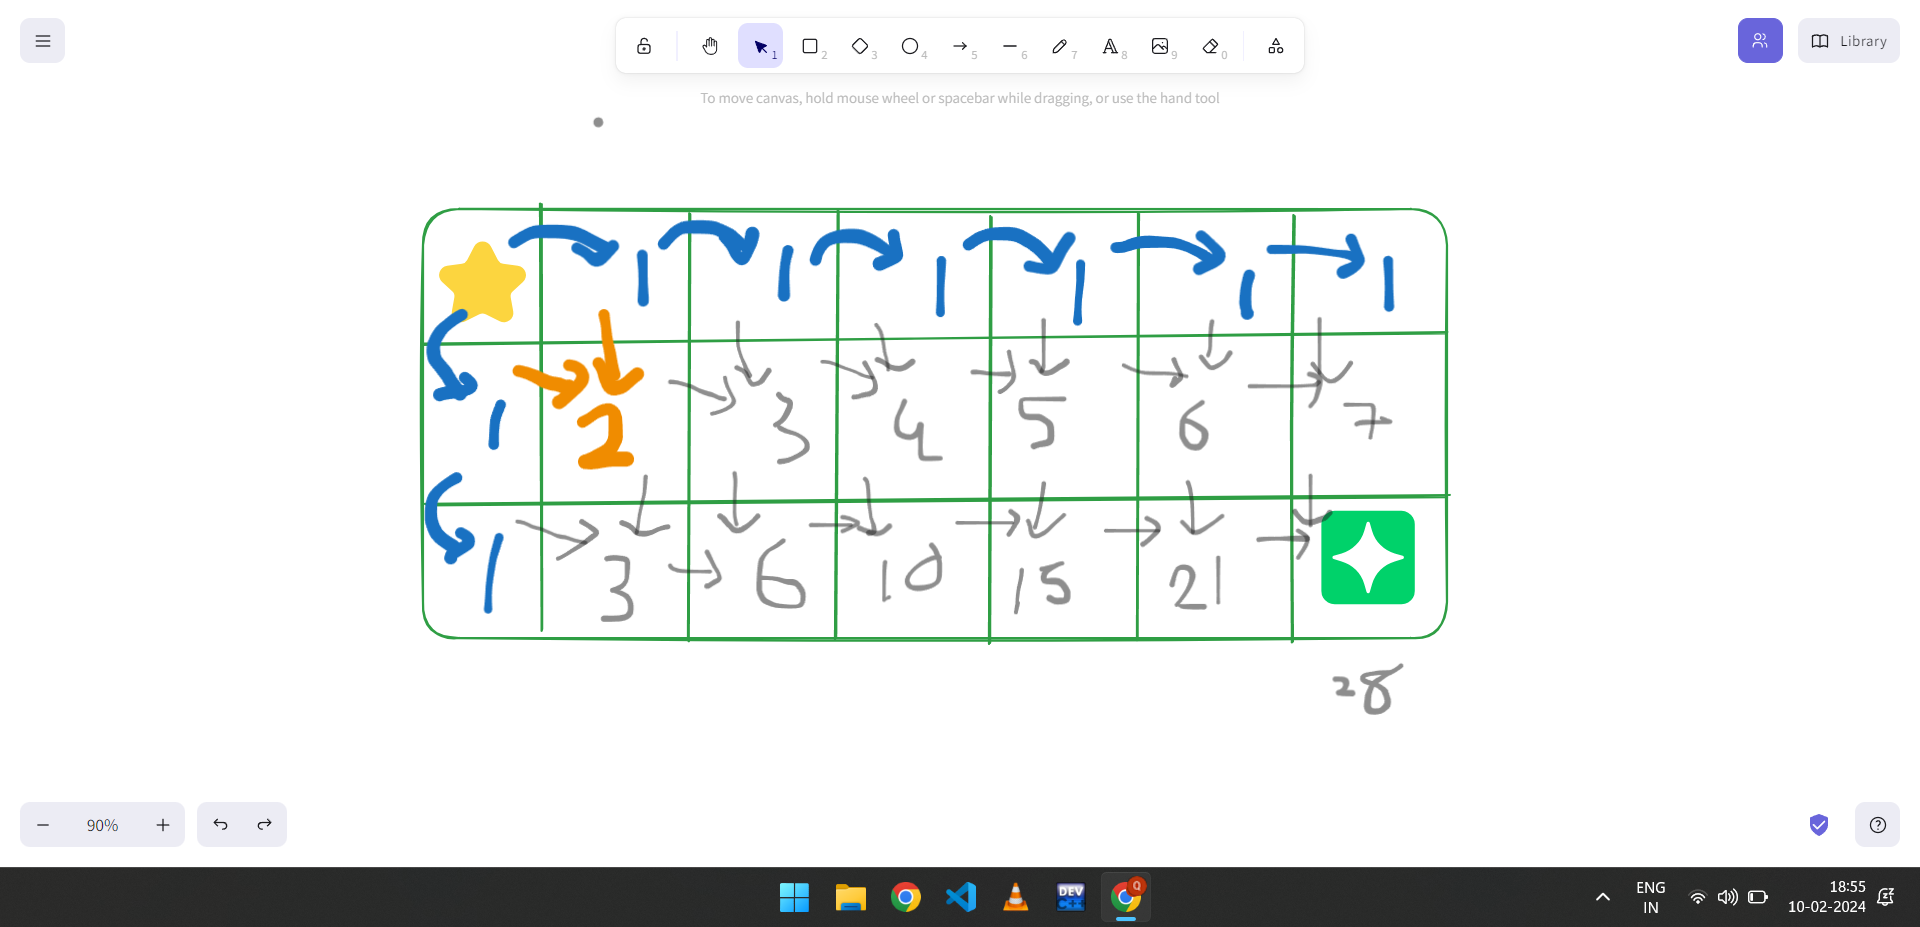 1 2 3 4 5 6 7 8 9 0
Library
To move canvas, hold mouse wheel or spacebar while dragging, or use the hand tool
1 1 1 1 1 1
1 2 3 4 5 6 7
1 3 6 10 15 21
28
90%
DEV
C++
Q
ENG
IN
18:55
10-02-2024